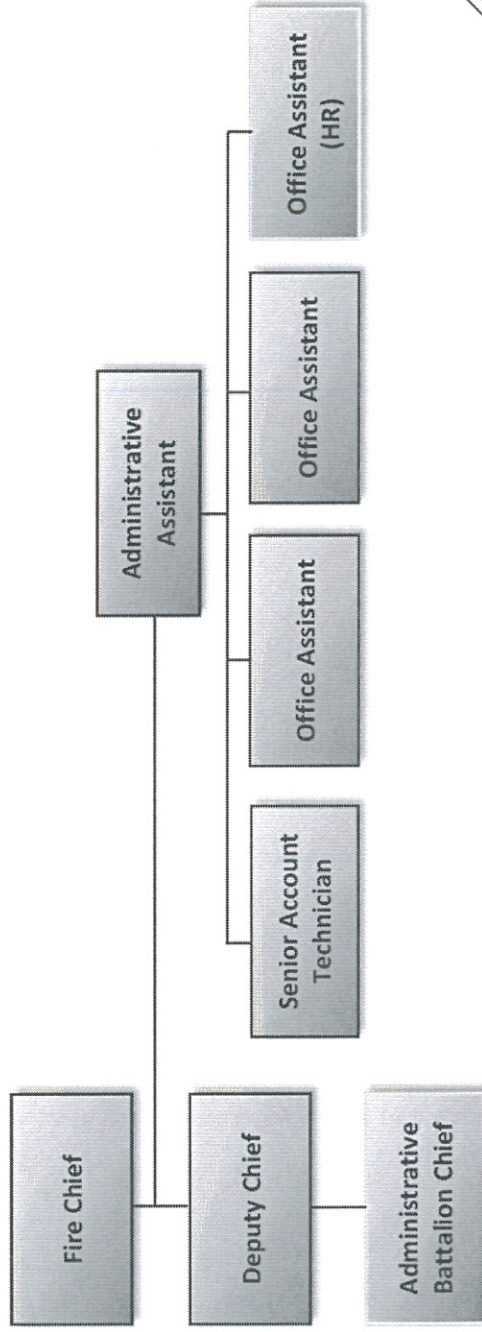 Fire Chief
Deputy Chief
Administrative
Battalion Chief
Administrative
Assistant
Senior Account
Technician
Office Assistant
Office Assistant
Office Assistant
(HR)